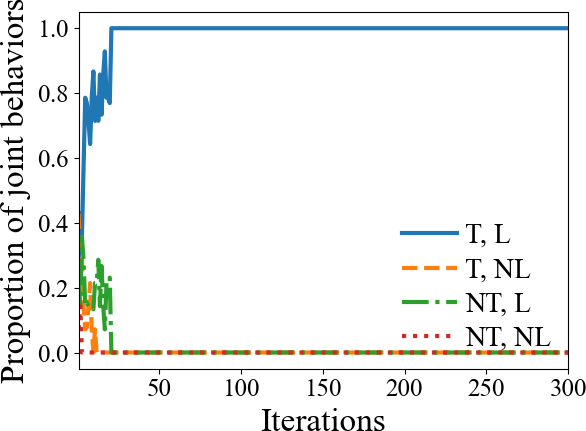 Proportion of joint behaviors
1.0
0.8
0.6
0.4
0.2
0.0
T, L
T, NL
NT, L
NT, NL
50
100
150
200
250
300
Iterations